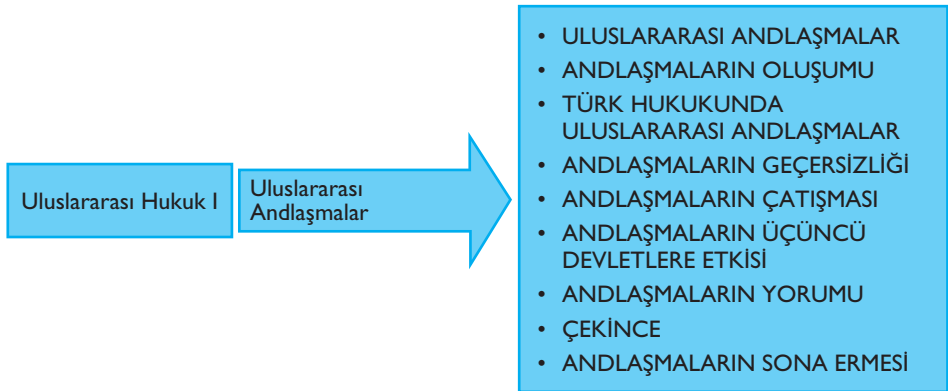 Uluslararası Hukuk I
Uluslararası
Andlaşmalar
• ULUSLARARASI ANDLAŞMALAR
• ANDLAŞMALARIN OLUŞUMU
• TÜRK HUKUKUNDA
ULUSLARARASI ANDLAŞMALAR
• ANDLAŞMALARIN GEÇERSİZLİĞİ
• ANDLAŞMALARIN ÇATIŞMASI
• ANDLAŞMALARIN ÜÇÜNCÜ
DEVLETLERE ETKİSİ
• ANDLAŞMALARIN YORUMU
• ÇEKİNCE
• ANDLAŞMALARIN SONA ERMESİ